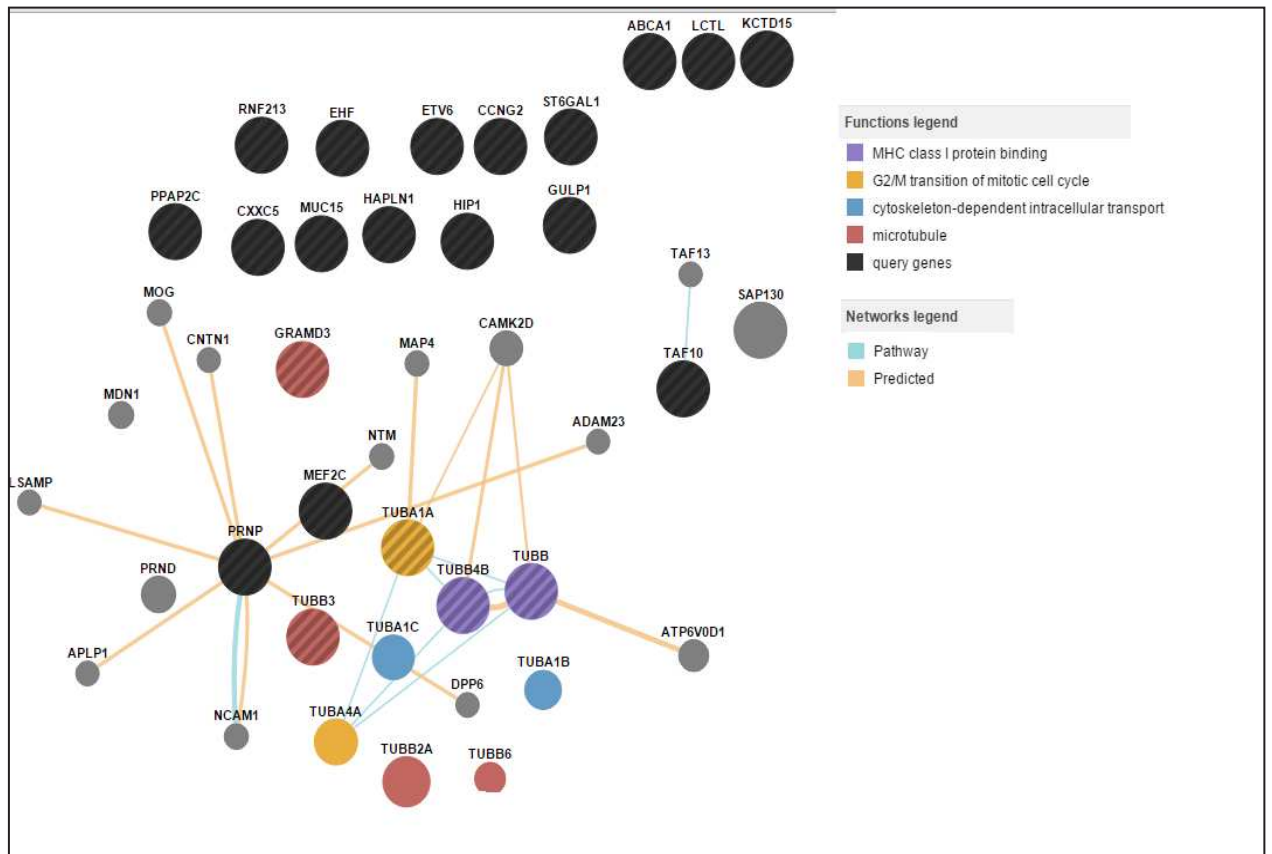 ABCA1 LCTL KCTD15
RNF213 EHF ETV6 CCNG2 ST6GAL1
PPAP2C CXXC5 MUC15 HAPLN1 HIP1 GULP1
TAF13
SAP130
TAF10
MOG
CNTN1 GRAMD3 MAP4 CAMK2D
MDN1
NTM ADAM23
LSAMP MEF2C
PRNP TUBA1A
PRND TUBB4B TUBB
TUBB3 TUBA1C ATP6V0D1
APLP1 TUBA1B
DPP6
NCAM1 TUBA4A
TUBB2A TUBB6
Functions legend
MHC class I protein binding
G2/M transition of mitotic cell cycle
cytoskeleton-dependent intracellular transport
microtubule
query genes
Networks legend
Pathway
Predicted